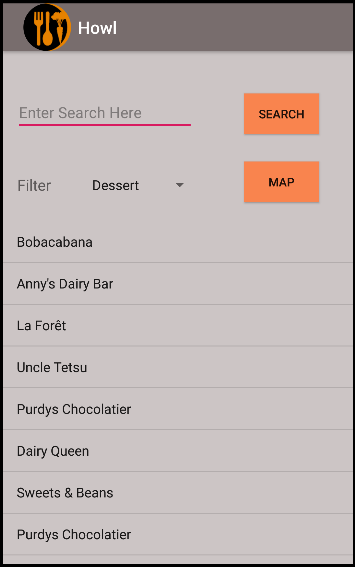 Howl
Enter Search Here
SEARCH
Filter
Dessert
MAP
Bobacabana
Anny's Dairy Bar
La Forêt
Uncle Tetsu
Purdys Chocolatier
Dairy Queen
Sweets & Beans
Purdys Chocolatier